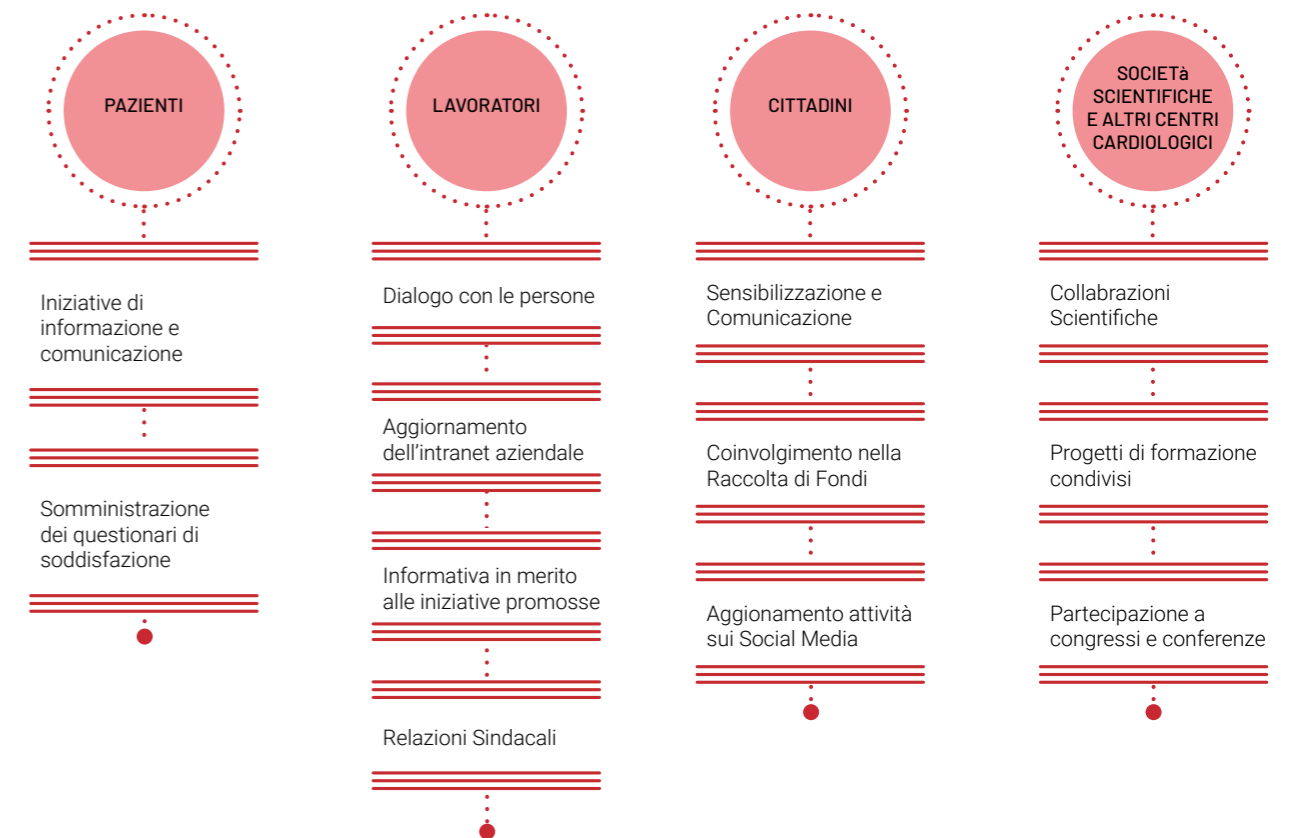 PAZIENTI
Iniziative di
informazione e
comunicazione
Somministrazione
dei questionari di
soddisfazione
LAVORATORI
Dialogo con le persone
Aggiornamento
dell'intranet aziendale
Informativa in merito
alle iniziative promosse
Relazioni Sindacali
CITTADINI
Sensibilizzazione e
Comunicazione
Coinvolgimento nella
Raccolta di Fondi
Aggionamento attività
sui Social Media
SOCIETà
SCIENTIFICHE
E ALTRI CENTRI
CARDIOLOGICI
Collabrazioni
Scientifiche
Progetti di formazione
condivisi
Partecipazione a
congressi e conferenze